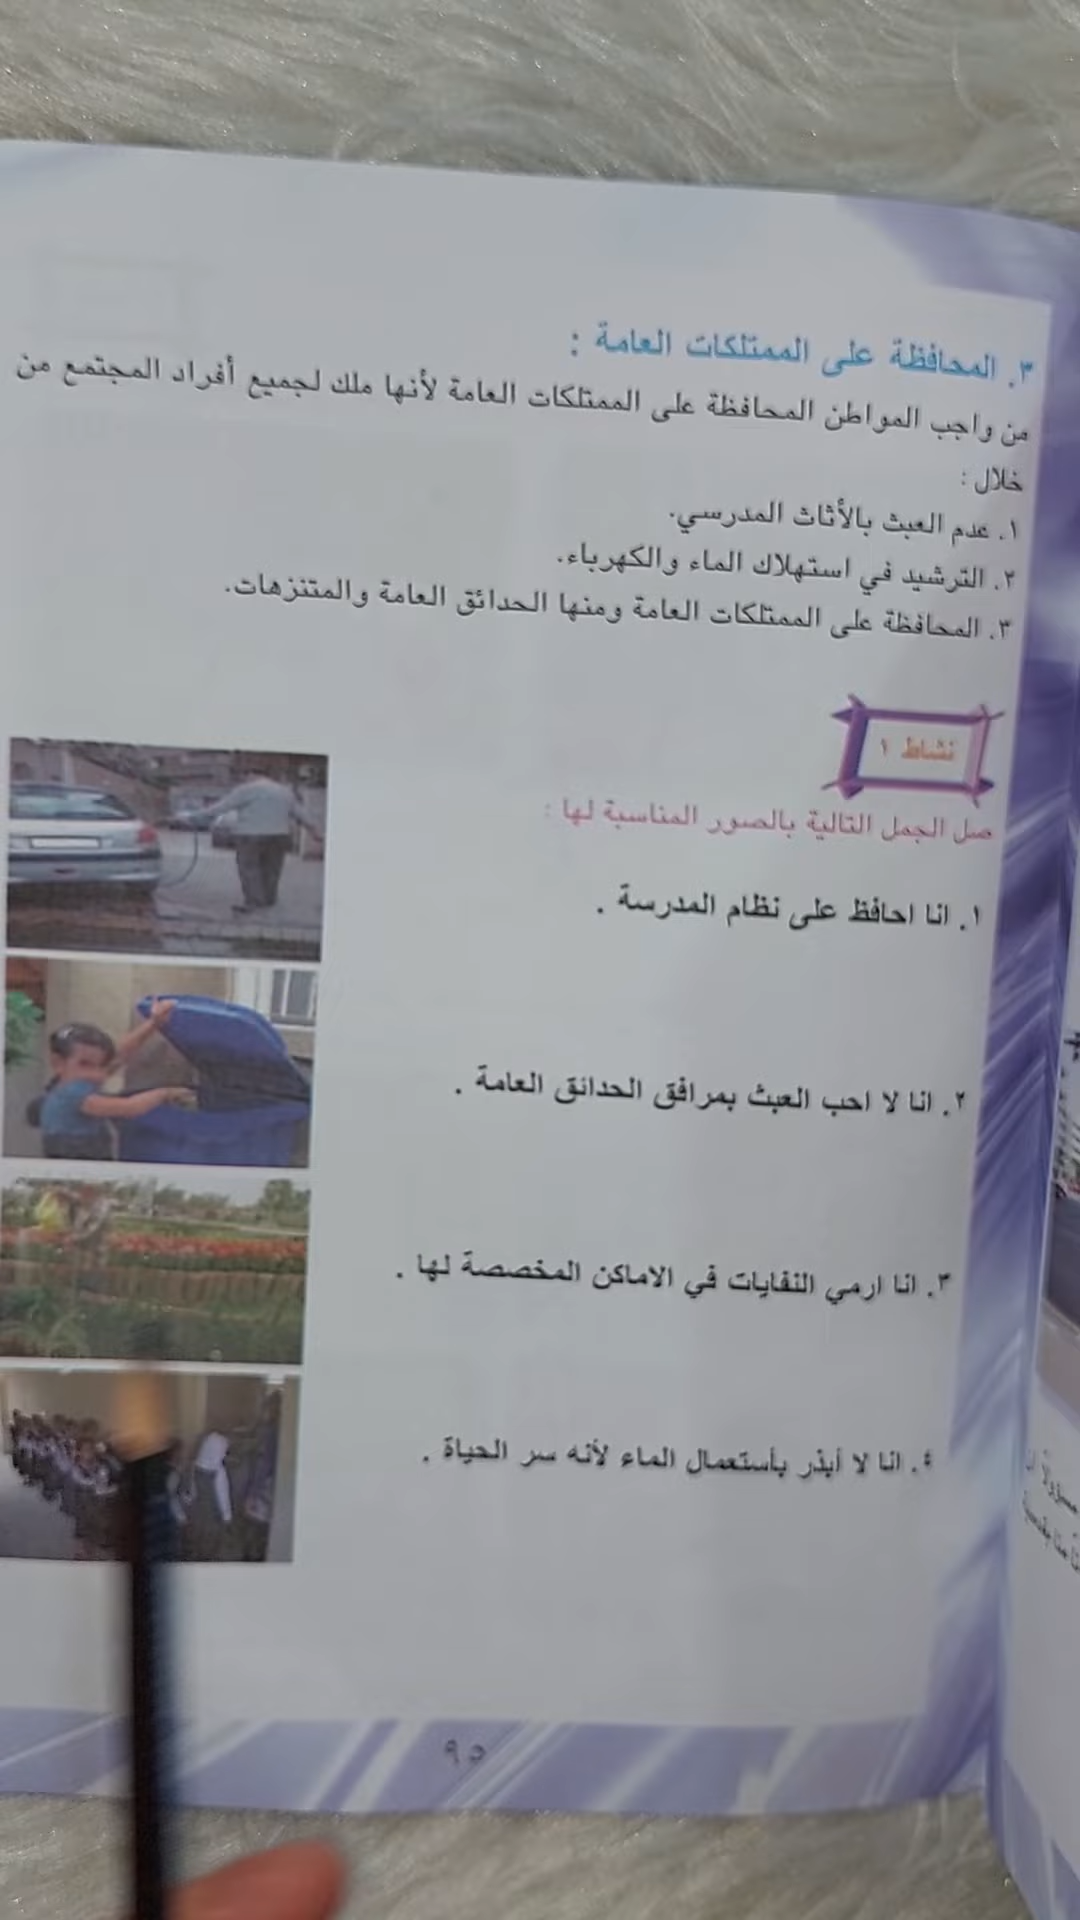 ٣. المحافظة على الممتلكات العامة :
من واجب المواطن المحافظة على الممتلكات العامة لأنها ملك لجميع أفراد المجتمع من
خلال :
١. عدم العبث بالأثاث المدرسي.
٢. الترشيد في استهلاك الماء والكهرباء.
٣. المحافظة على الممتلكات العامة ومنها الحدائق العامة والمتنزهات.
نشاط ١
صل الجمل التالية بالصور المناسبة لها :
١. انا احافظ على نظام المدرسة .
٢. انا لا احب العبث بمرافق الحدائق العامة .
٣. انا ارمي النفايات في الاماكن المخصصة لها .
٤. انا لا أبذر بأستعمال الماء لأنه سر الحياة .
٩٥